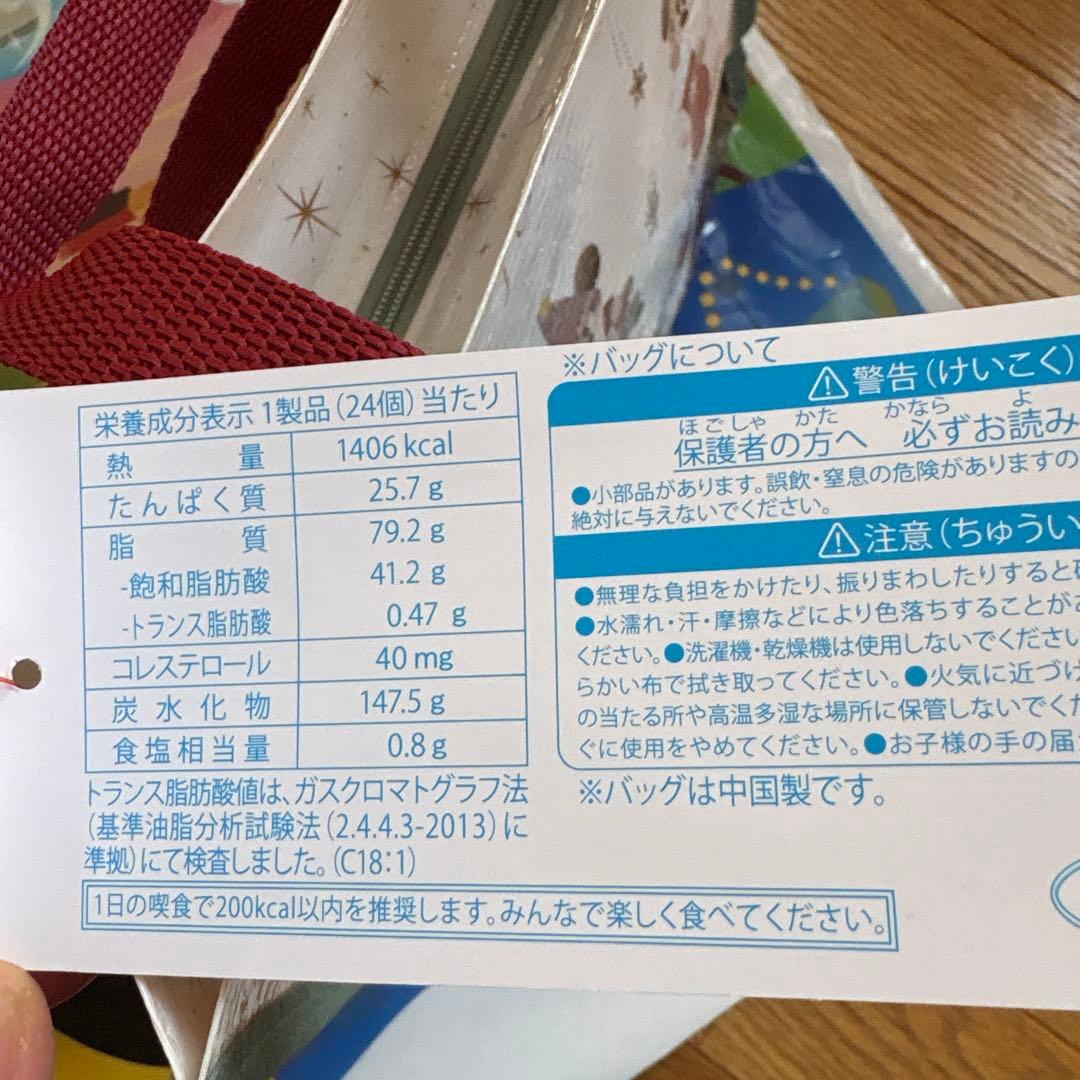 栄養成分表示 1製品(24個)当たり
熱量 1406 kcal
たんぱく質 25.7 g
脂質 79.2 g
-飽和脂肪酸 41.2 g
-トランス脂肪酸 0.47 g
コレステロール 40 mg
炭水化物 147.5 g
食塩相当量 0.8 g
トランス脂肪酸値は、ガスクロマトグラフ法
(基準油脂分析試験法(2.4.4.3-2013)に
準拠)にて検査しました。(C18:1)
1日の喫食で200kcal以内を推奨します。みんなで楽しく食べてください。
※バッグについて
⚠警告(けいこく)
ほごしゃ かた かなら よ
保護者の方へ 必ずお読み
●小部品があります。誤飲・窒息の危険がありますの
絶対に与えないでください。
⚠注意(ちゅうい
●無理な負担をかけたり、振りまわしたりすると
●水濡れ・汗・摩擦などにより色落ちすることが
ください。●洗濯機・乾燥機は使用しないでくださ
らかい布で拭き取ってください。●火気に近づけ
の当たる所や高温多湿な場所に保管しないでくだ
ぐに使用をやめてください。●お子様の手の届
※バッグは中国製です。